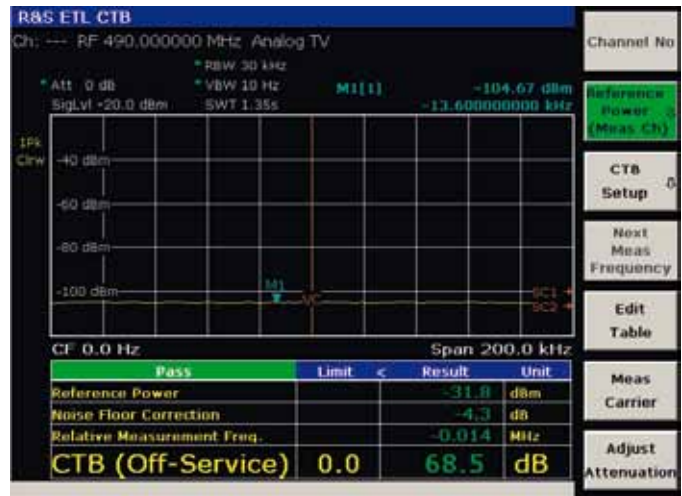 R&S ETL CTB
Ch: --- RF 490.000000 MHz Analog TV
* RBW 30 kHz
* Att 0 dB * VBW 10 Hz M1[1] -104.67 dBm
SigLvl -20.0 dBm SWT 1.35s -13.600000000 kHz
1Pk
Clrw
-40 dBm
-60 dBm
-80 dBm
-100 dBm
M1
VC
SC1
SC2
CF 0.0 Hz Span 200.0 kHz
Pass Limit < Result Unit
Reference Power -31.8 dBm
Noise Floor Correction -4.3 dB
Relative Measurement Freq. -0.014 MHz
CTB (Off-Service) 0.0 68.5 dB
Channel No
Reference
Power
(Meas Ch)
CTB
Setup
Next
Meas
Frequency
Edit
Table
Meas
Carrier
Adjust
Attenuation